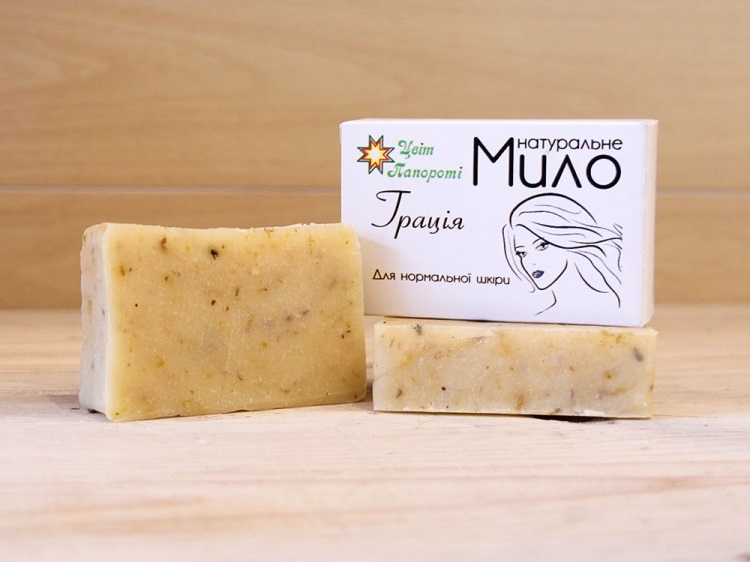 Цвіт
Папороті
натуральне
Мило
Грація
Для нормальної шкіри